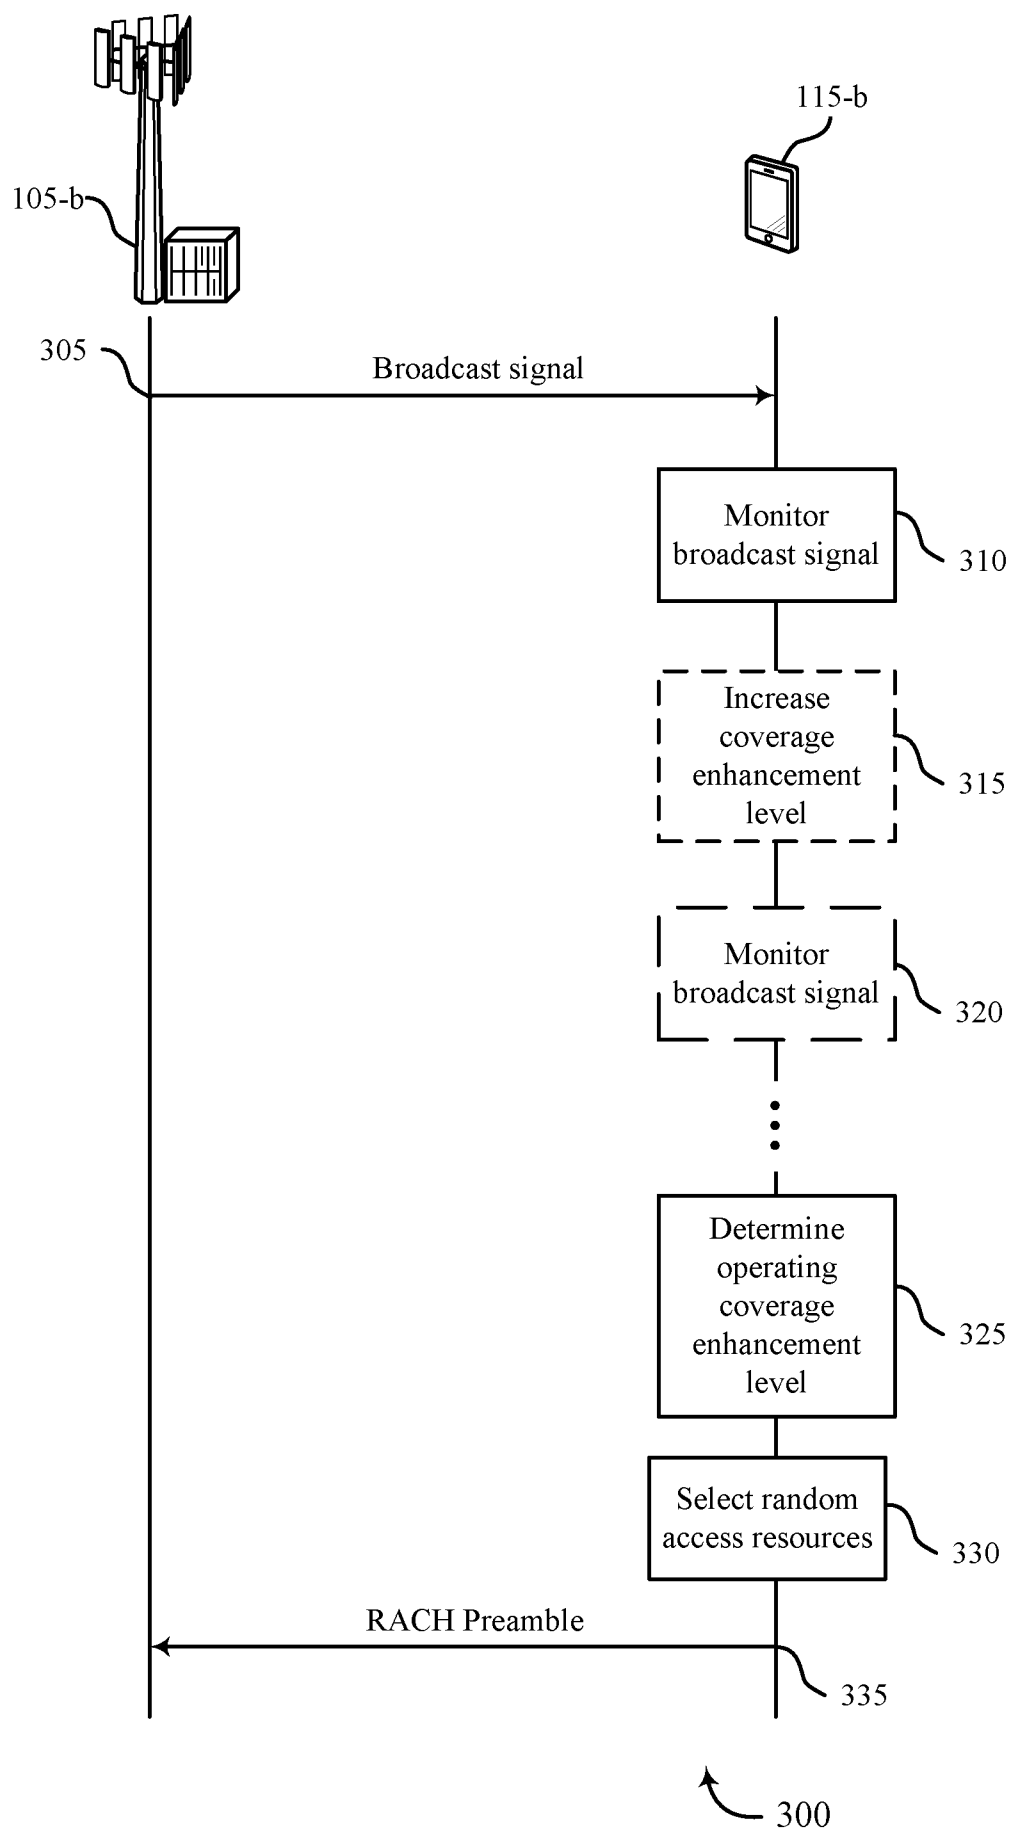 115-b
105-b
305
Broadcast signal
Monitor
broadcast signal
310
Increase
coverage
enhancement
level
315
Monitor
broadcast signal
320
Determine
operating
coverage
enhancement
level
325
Select random
access resources
330
RACH Preamble
335
300